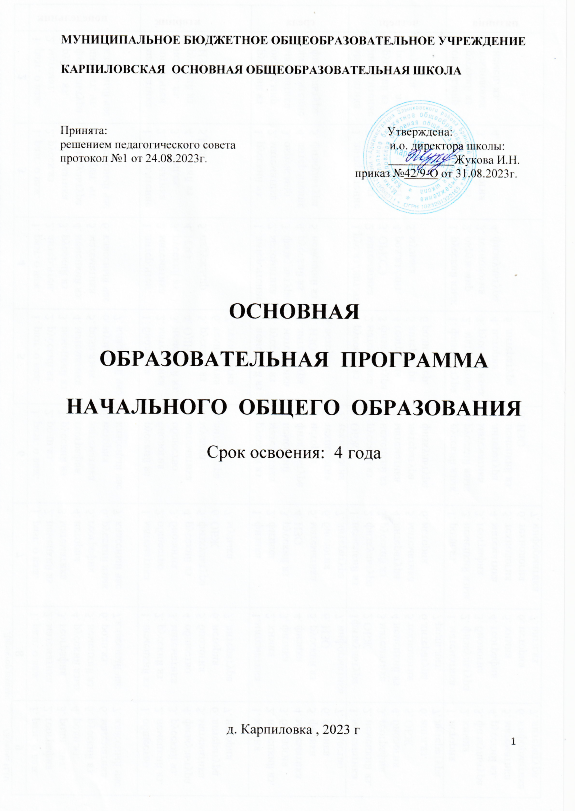 МУНИЦИПАЛЬНОЕ БЮДЖЕТНОЕ ОБЩЕОБРАЗОВАТЕЛЬНОЕ УЧРЕЖДЕНИЕ
КАРПИЛОВСКАЯ ОСНОВНАЯ ОБЩЕОБРАЗОВАТЕЛЬНАЯ ШКОЛА
Принята: Утверждена:
решением педагогического совета и.о. директора школы:
протокол №1 от 24.08.2023г. Жукова И.Н.
приказ №42/9-О от 31.08.2023г.
ОСНОВНАЯ
ОБРАЗОВАТЕЛЬНАЯ ПРОГРАММА
НАЧАЛЬНОГО ОБЩЕГО ОБРАЗОВАНИЯ
Срок освоения: 4 года
д. Карпиловка , 2023 г
1